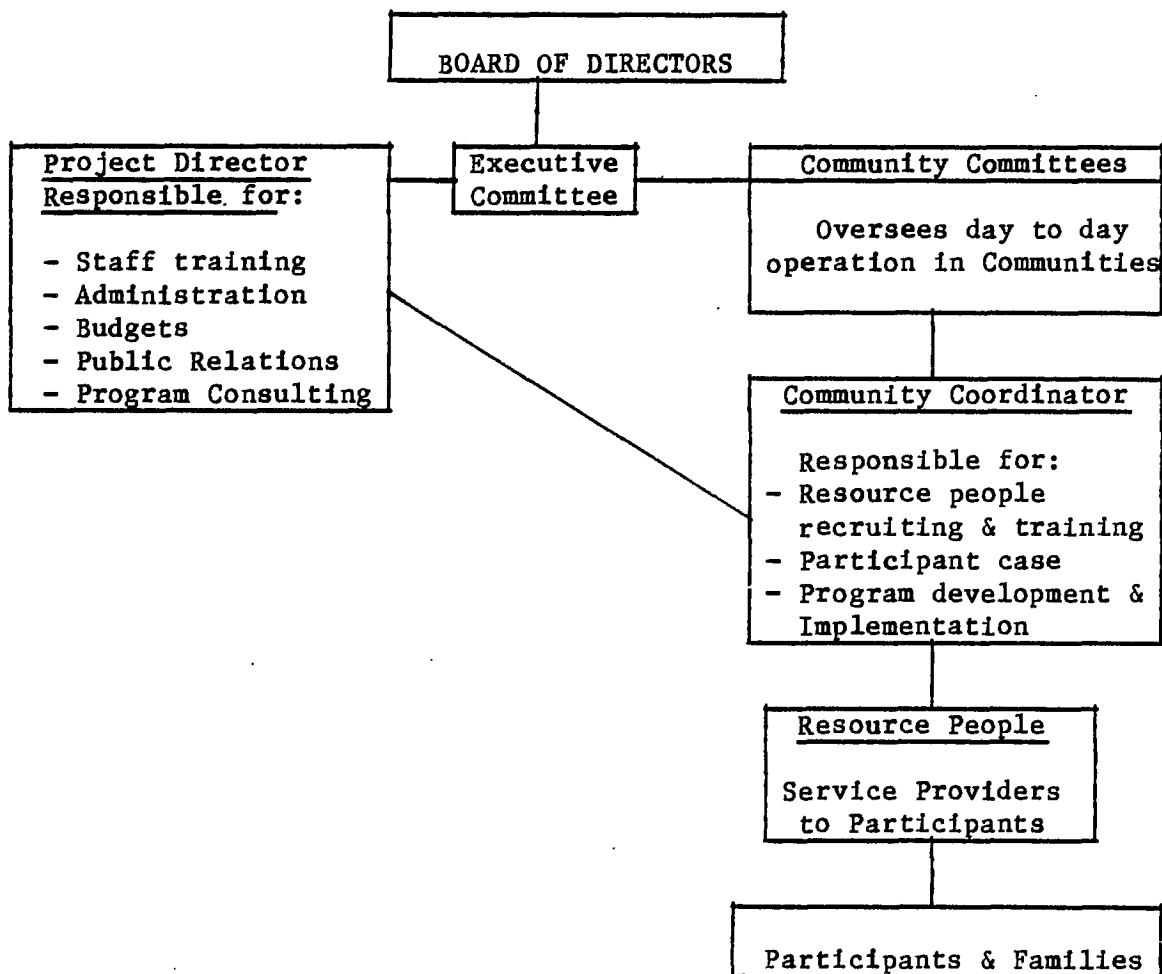 BOARD OF DIRECTORS
Project Director
Responsible for:
- Staff training
- Administration
- Budgets
- Public Relations
- Program Consulting
Executive
Committee
Community Committees
Oversees day to day
operation in Communities
Community Coordinator
Responsible for:
- Resource people
recruiting & training
- Participant case
- Program development &
Implementation
Resource People
Service Providers
to Participants
Participants & Families